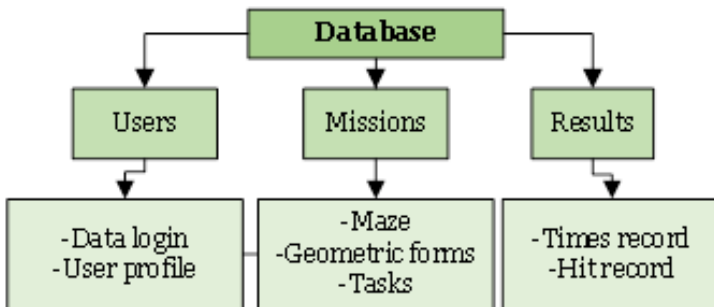 Database
Users
Missions
Results
-Data login
-User profile
-Maze
-Geometric forms
-Tasks
-Times record
-Hit record